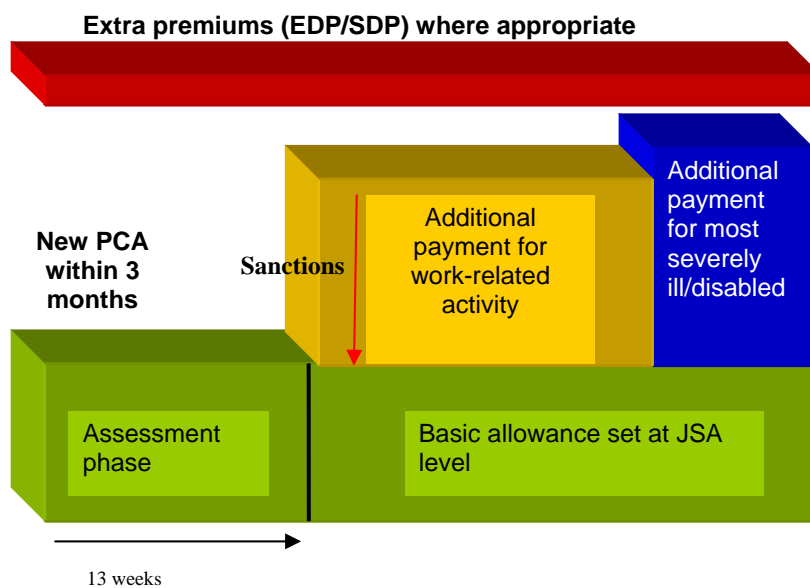 Extra premiums (EDP/SDP) where appropriate
New PCA
within 3
months
Sanctions
Additional
payment for
work-related
activity
Additional
payment
for most
severely
ill/disabled
Assessment
phase
Basic allowance set at JSA
level
13 weeks